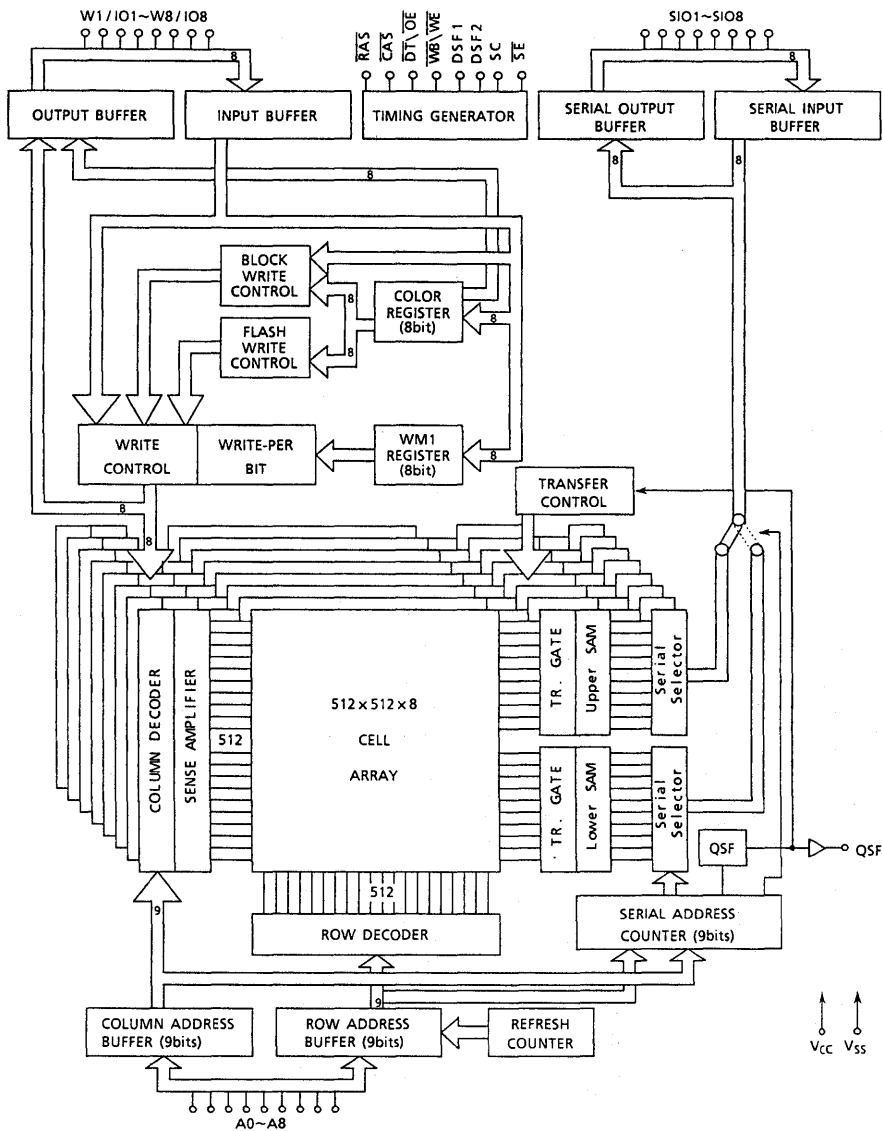 W1/IO1~W8/IO8
SIO1~SIO8
RAS
CAS
DT\OE
WB\WE
DSF1
DSF2
SC
SE
8
8
OUTPUT BUFFER
INPUT BUFFER
TIMING GENERATOR
SERIAL OUTPUT
BUFFER
SERIAL INPUT
BUFFER
8
8
8
BLOCK
WRITE
CONTROL
COLOR
REGISTER
(8bit)
8
8
FLASH
WRITE
CONTROL
8
WRITE
CONTROL
WRITE-PER
BIT
WM1
REGISTER
(8bit)
8
TRANSFER
CONTROL
8
8
COLUMN DECODER
SENSE AMPLIFIER
512
512x512x8
CELL
ARRAY
TR. GATE
Upper SAM
Serial
Selector
TR. GATE
Lower SAM
Serial
Selector
QSF
QSF
512
ROW DECODER
SERIAL ADDRESS
COUNTER (9bits)
9
9
COLUMN ADDRESS
BUFFER (9bits)
ROW ADDRESS
BUFFER (9bits)
REFRESH
COUNTER
VCC
VSS
A0~A8